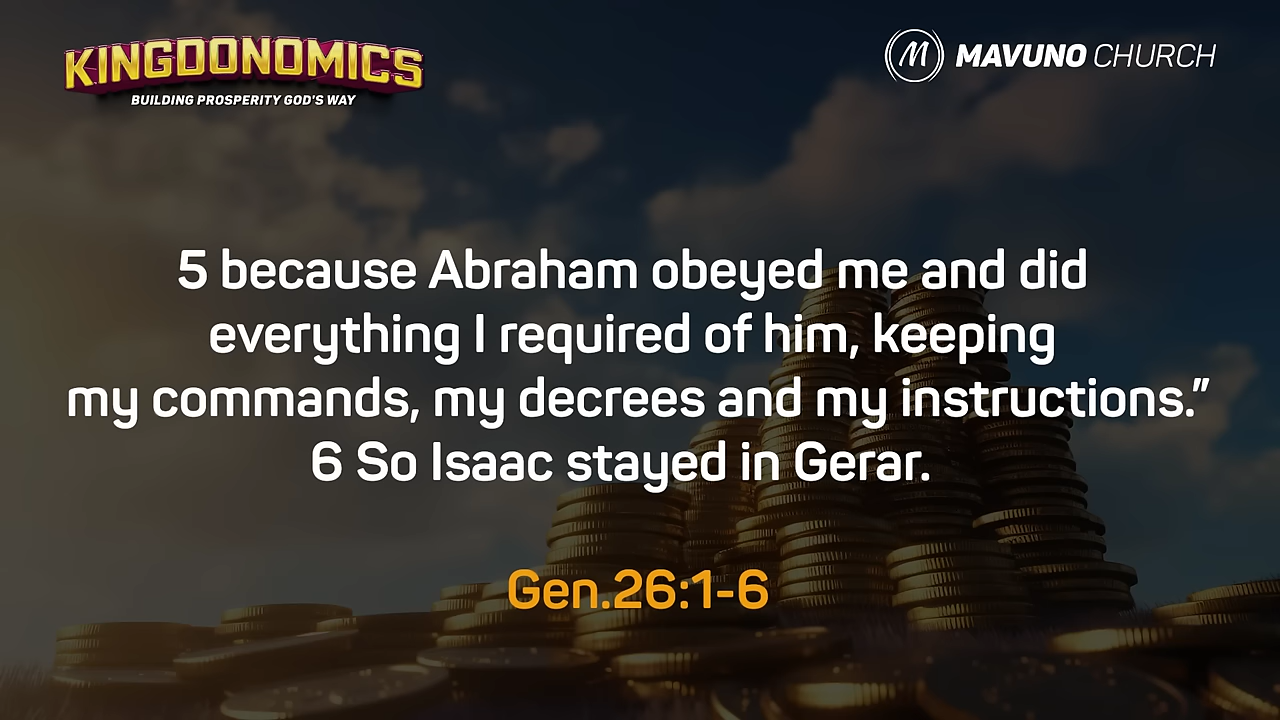 KINGDONOMICS
BUILDING PROSPERITY GOD'S WAY
M MAVUNO CHURCH
5 because Abraham obeyed me and did
everything I required of him, keeping
my commands, my decrees and my instructions.”
6 So Isaac stayed in Gerar.
Gen.26:1-6